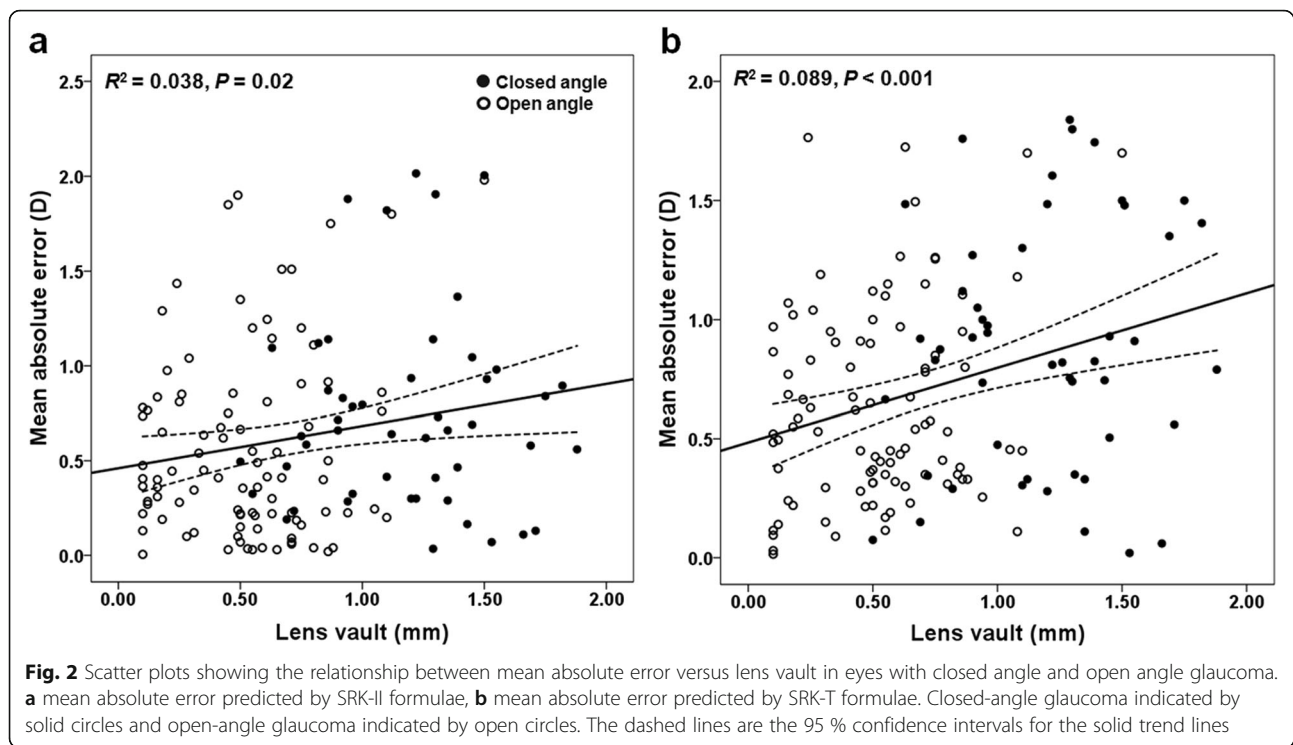 a
R² = 0.038, P = 0.02
Closed angle
Open angle
Mean absolute error (D)
2.5
2.0
1.5
1.0
0.5
0.0
0.00 0.50 1.00 1.50 2.00
Lens vault (mm)
b
R² = 0.089, P < 0.001
Mean absolute error (D)
2.0
1.5
1.0
0.5
0.0
0.00 0.50 1.00 1.50 2.00
Lens vault (mm)
Fig. 2 Scatter plots showing the relationship between mean absolute error versus lens vault in eyes with closed angle and open angle glaucoma.
a mean absolute error predicted by SRK-II formulae, b mean absolute error predicted by SRK-T formulae. Closed-angle glaucoma indicated by
solid circles and open-angle glaucoma indicated by open circles. The dashed lines are the 95 % confidence intervals for the solid trend lines